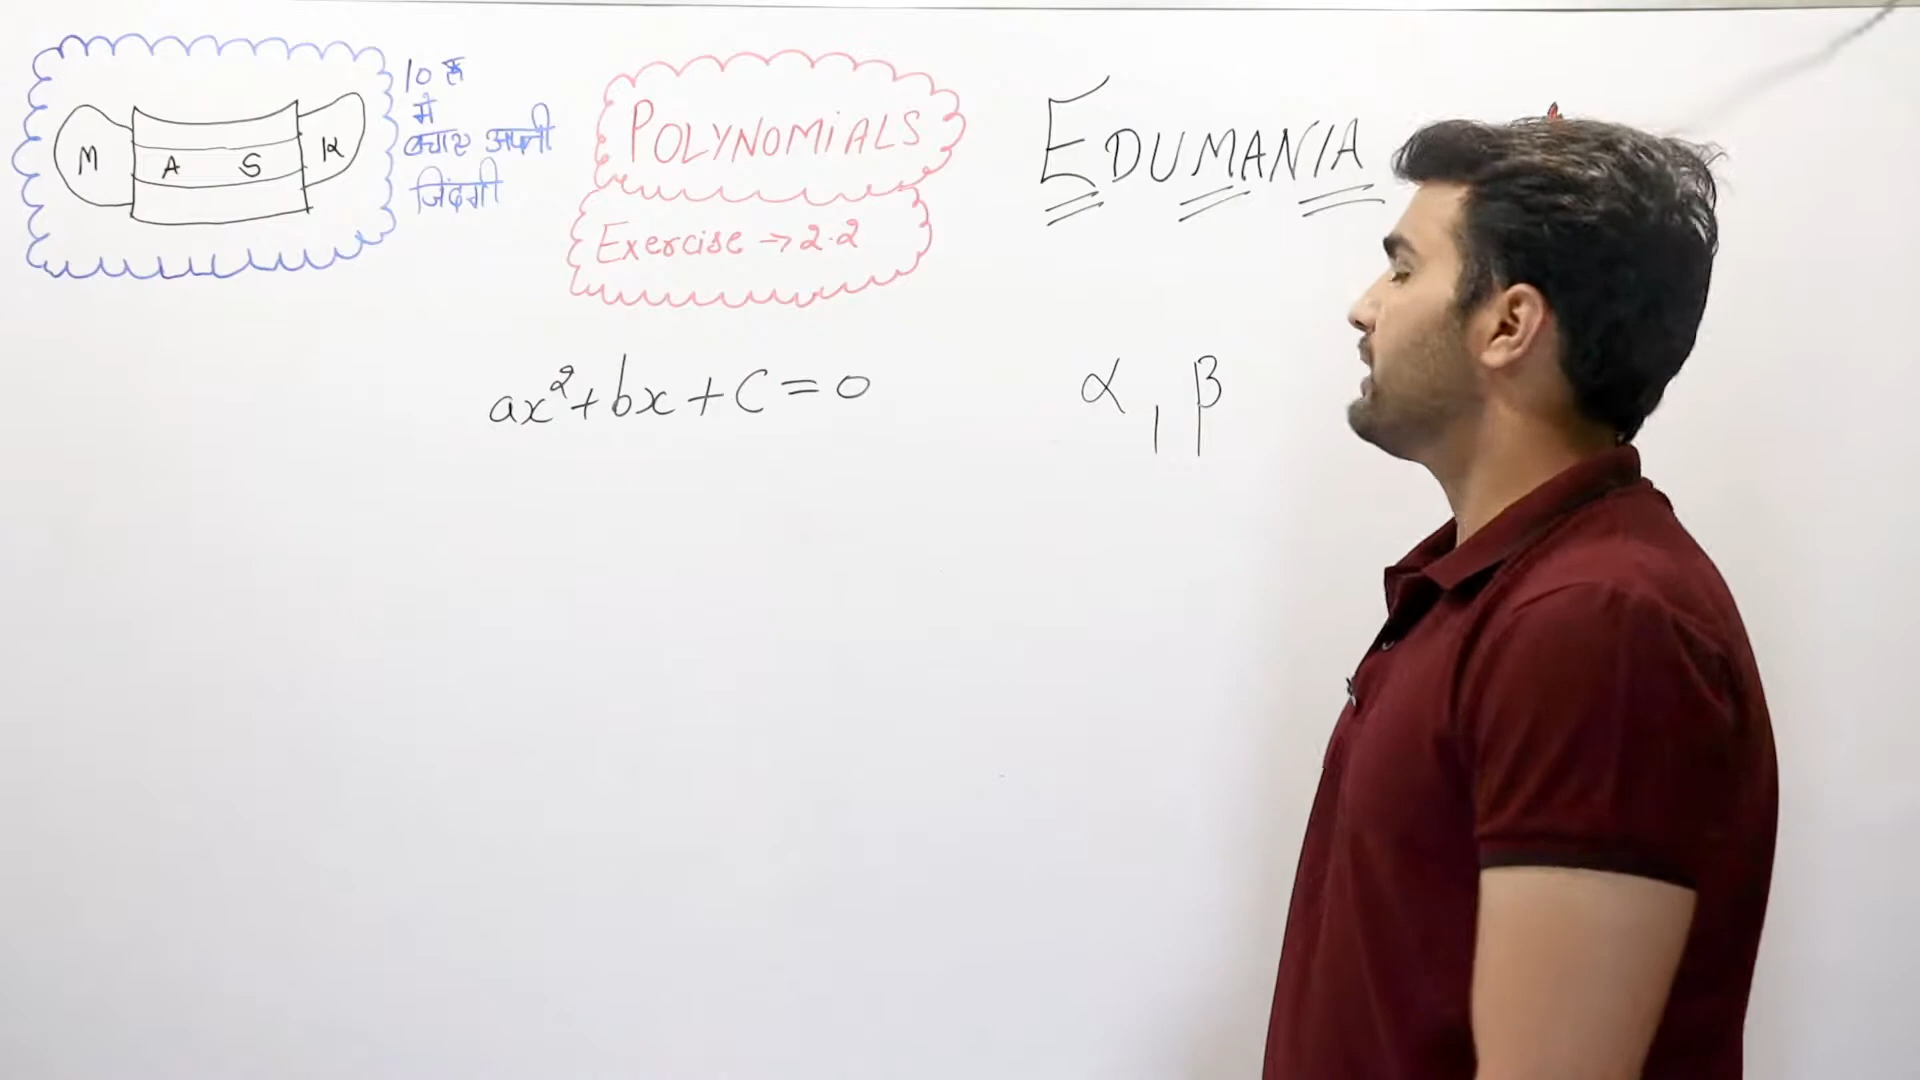 M A S K
10 रू
में
बचाए अपनी
जिंदगी
POLYNOMiALS
Exercise → 2.2
EDUMANIA
ax²+bx+C=0
α, β